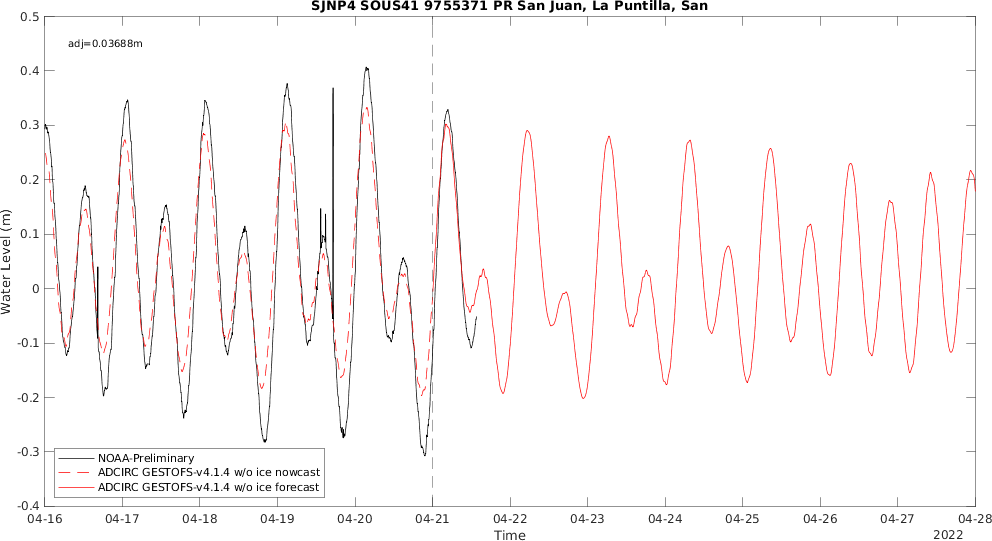 SJNP4 SOUS41 9755371 PR San Juan, La Puntilla, San
adj=0.03688m
Water Level (m)
0.5
0.4
0.3
0.2
0.1
0
-0.1
-0.2
-0.3
-0.4
NOAA-Preliminary
ADCIRC GESTOFS-v4.1.4 w/o ice nowcast
ADCIRC GESTOFS-v4.1.4 w/o ice forecast
04-16 04-17 04-18 04-19 04-20 04-21 04-22 04-23 04-24 04-25 04-26 04-27 04-28
Time
2022